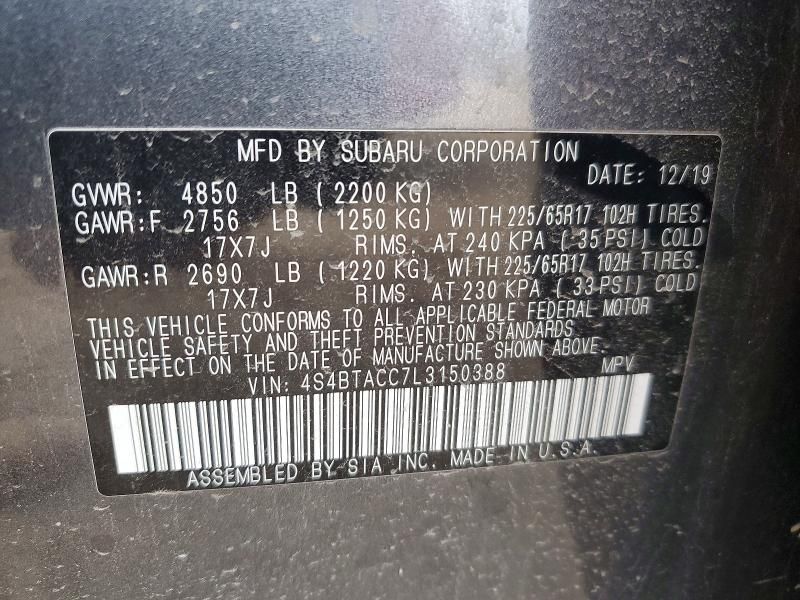 MFD BY SUBARU CORPORATION
DATE: 12/19
GVWR: 4850 LB (2200 KG)
GAWR:F 2756 LB (1250 KG) WITH 225/65R17 102H TIRES.
17X7J RIMS. AT 240 KPA (35 PSI) COLD
GAWR:R 2690 LB (1220 KG) WITH 225/65R17 102H TIRES.
17X7J RIMS. AT 230 KPA (33 PSI) COLD
THIS VEHICLE CONFORMS TO ALL APPLICABLE FEDERAL MOTOR
VEHICLE SAFETY AND THEFT PREVENTION STANDARDS
IN EFFECT ON THE DATE OF MANUFACTURE SHOWN ABOVE.
VIN: 4S4BTACC7L3150388 MPV
ASSEMBLED BY SIA INC. MADE IN U.S.A.